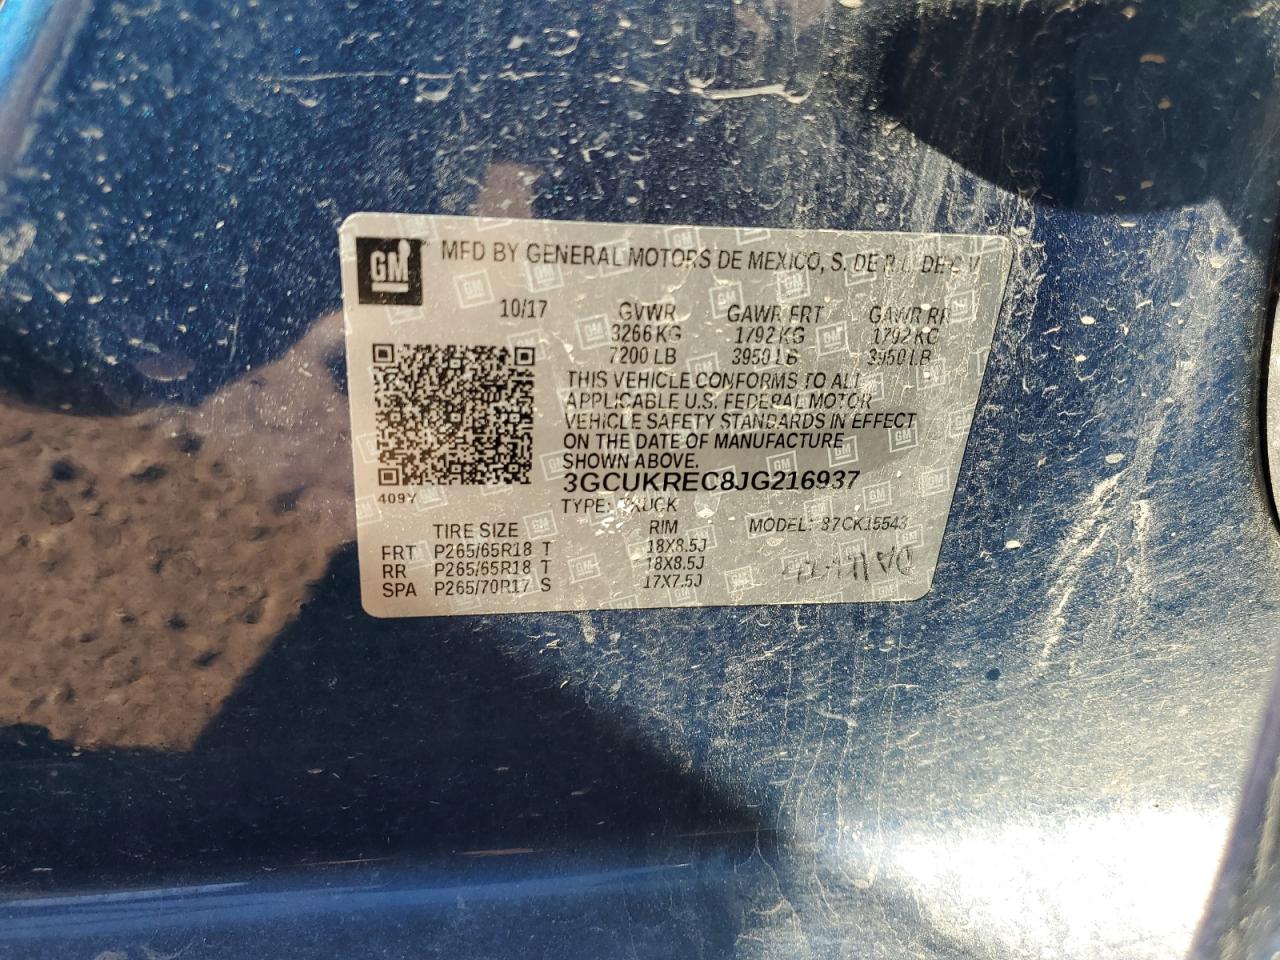 GM
MFD BY GENERAL MOTORS DE MEXICO, S. DE R.L. DE C.V
10/17 GVWR GAWR FRT GAWR RR
3266 KG 1792 KG 1792 KG
7200 LB 3950 LB 3950 LB
THIS VEHICLE CONFORMS TO ALL
APPLICABLE U.S. FEDERAL MOTOR
VEHICLE SAFETY STANDARDS IN EFFECT
ON THE DATE OF MANUFACTURE
SHOWN ABOVE.
3GCUKREC8JG216937
409Y
TYPE: TRUCK
TIRE SIZE RIM MODEL: 87CK15543
FRT P265/65R18 T 18X8.5J
RR P265/65R18 T 18X8.5J
SPA P265/70R17 S 17X7.5J